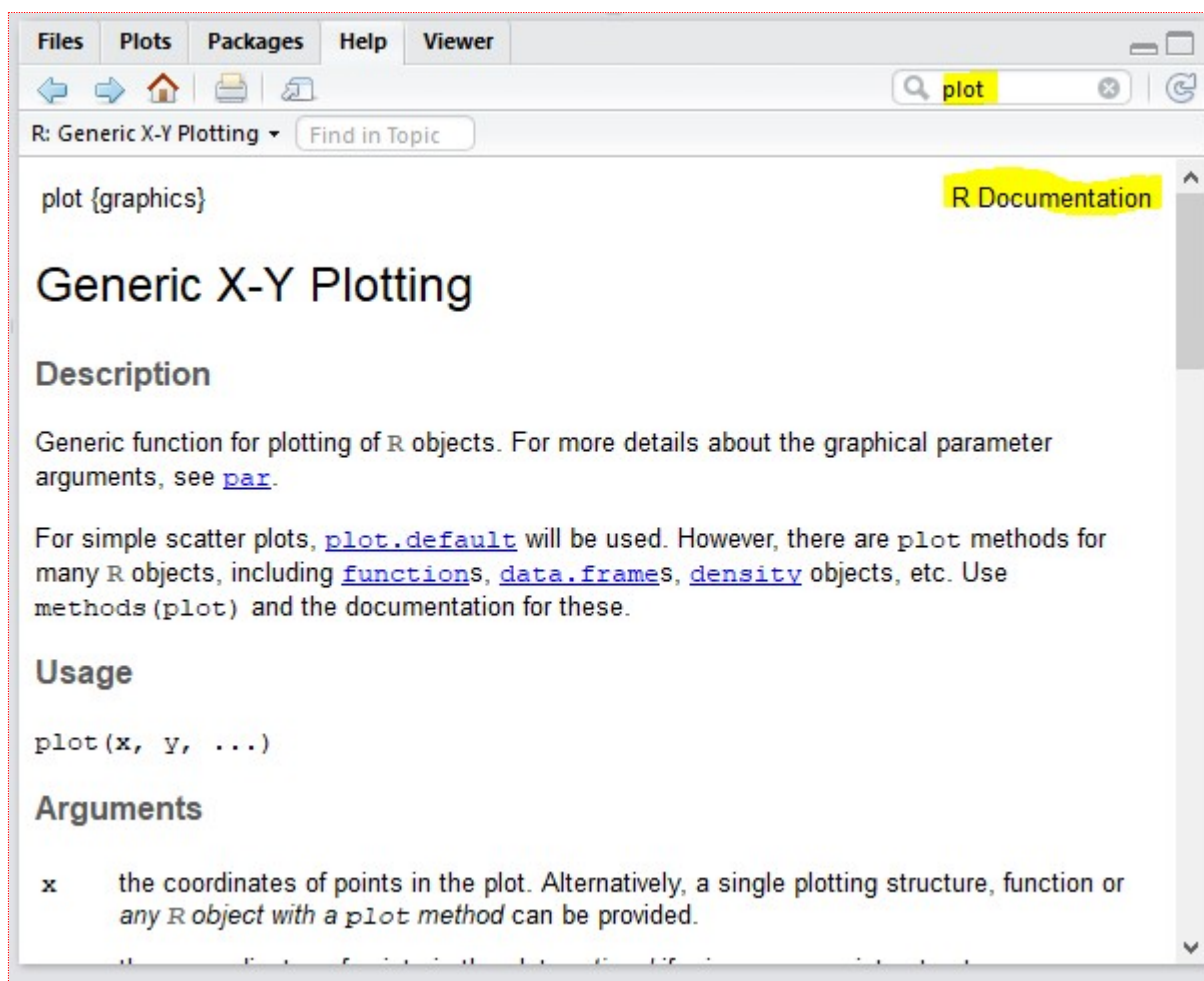 Files Plots Packages Help Viewer
plot
R: Generic X-Y Plotting Find in Topic
plot {graphics} R Documentation
Generic X-Y Plotting
Description
Generic function for plotting of R objects. For more details about the graphical parameter
arguments, see par.
For simple scatter plots, plot.default will be used. However, there are plot methods for
many R objects, including functions, data.frames, density objects, etc. Use
methods(plot) and the documentation for these.
Usage
plot(x, y, ...)
Arguments
x the coordinates of points in the plot. Alternatively, a single plotting structure, function or
any R object with a plot method can be provided.